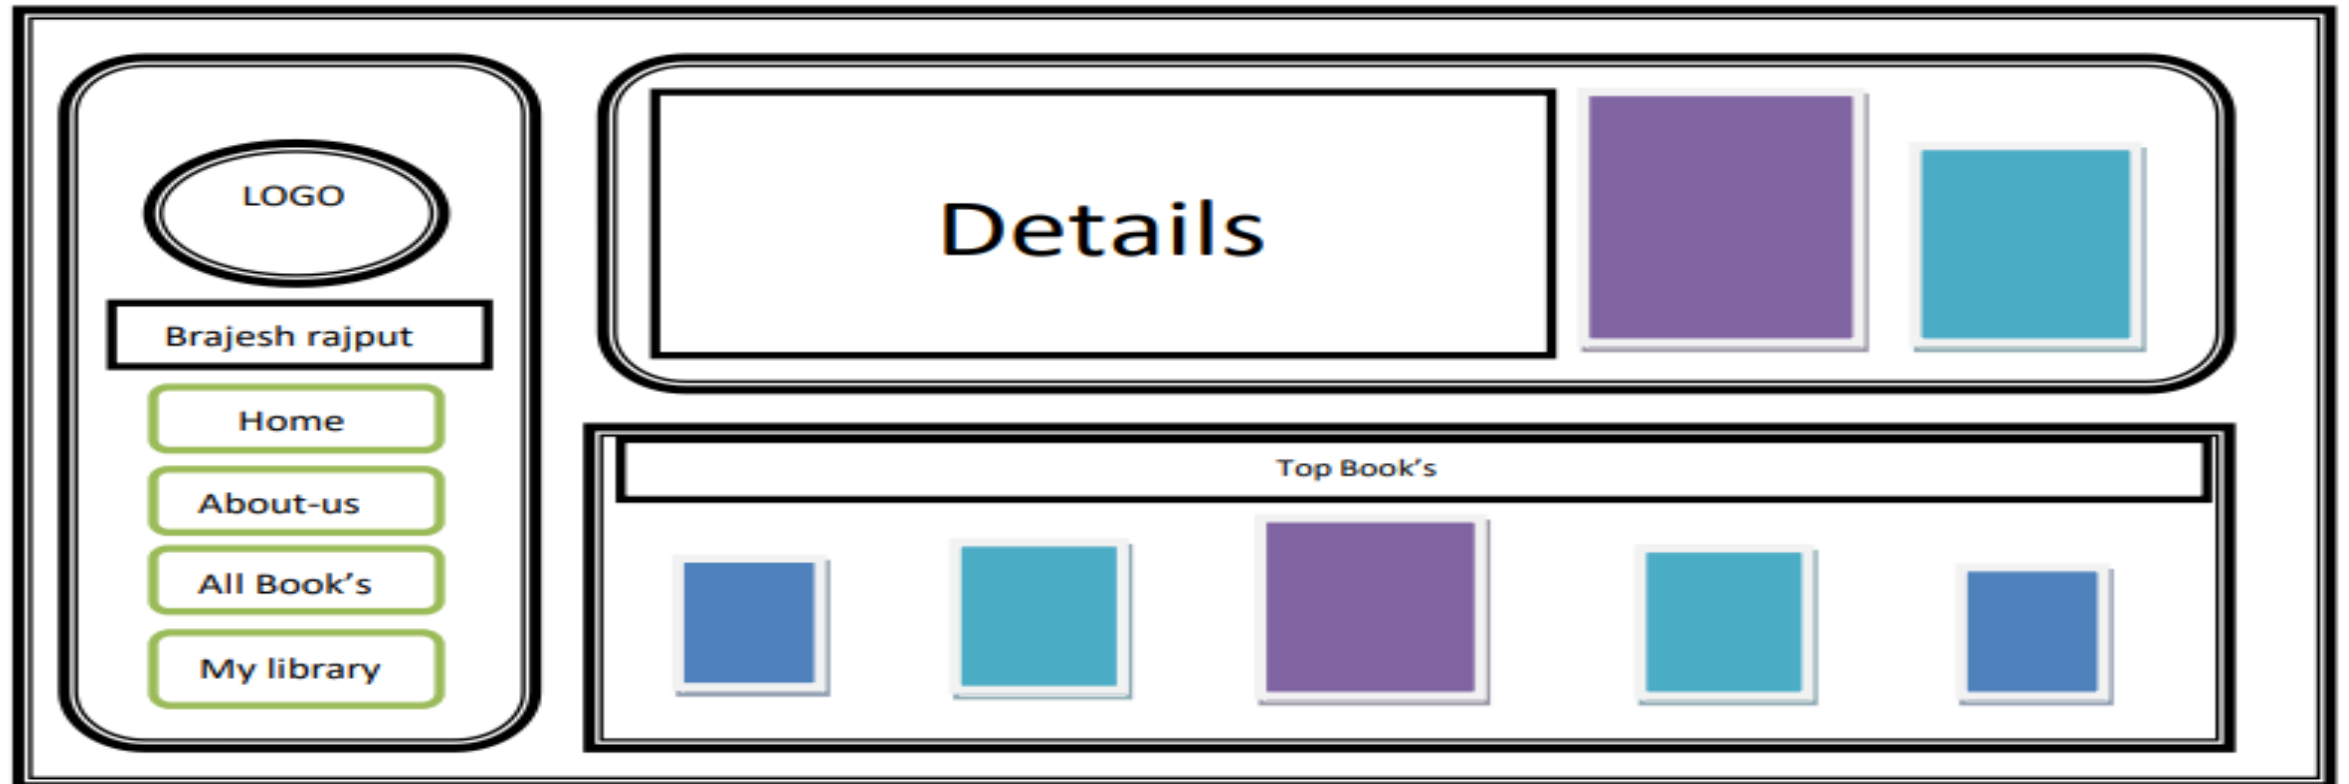 LOGO
Brajesh rajput
Home
About-us
All Book’s
My library
Details
Top Book’s